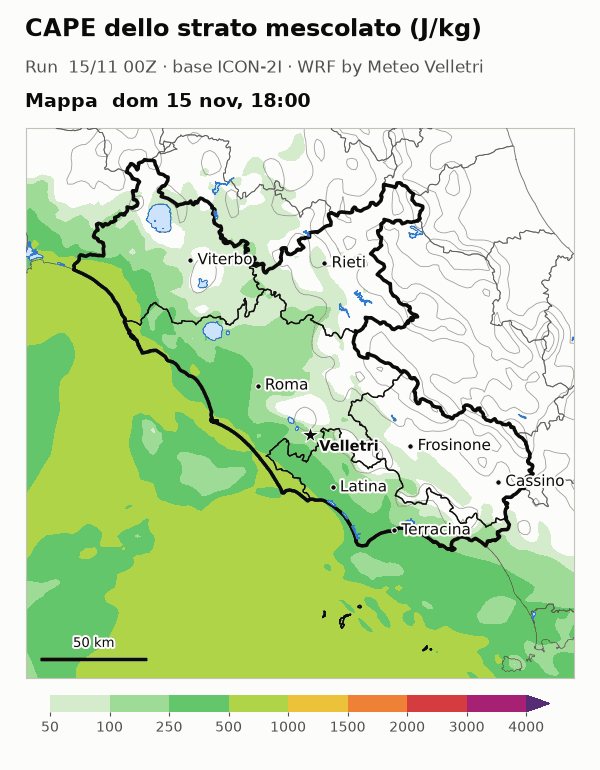 CAPE dello strato mescolato (J/kg)
Run  15/11 00Z · base ICON-2I · WRF by Meteo Velletri
Mappa  dom 15 nov, 18:00
Viterbo
Rieti
Roma
Velletri
Frosinone
Cassino
Latina
Terracina
50 km
50 100 250 500 1000 1500 2000 3000 4000